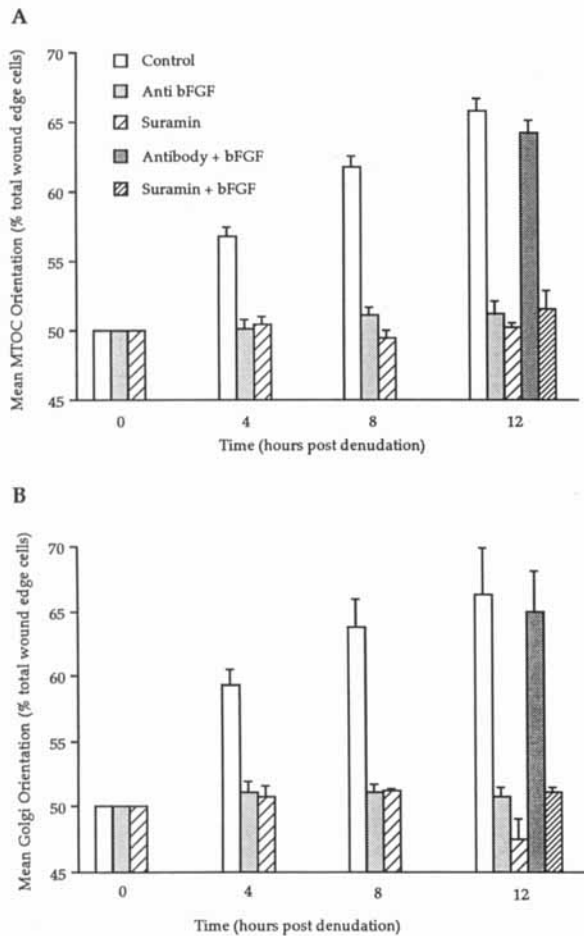 A
Mean MTOC Orientation (% total wound edge cells)
70
65
60
55
50
45
Control
Anti bFGF
Suramin
Antibody + bFGF
Suramin + bFGF
0 4 8 12
Time (hours post denudation)
B
Mean Golgi Orientation (% total wound edge cells)
70
65
60
55
50
45
0 4 8 12
Time (hours post denudation)